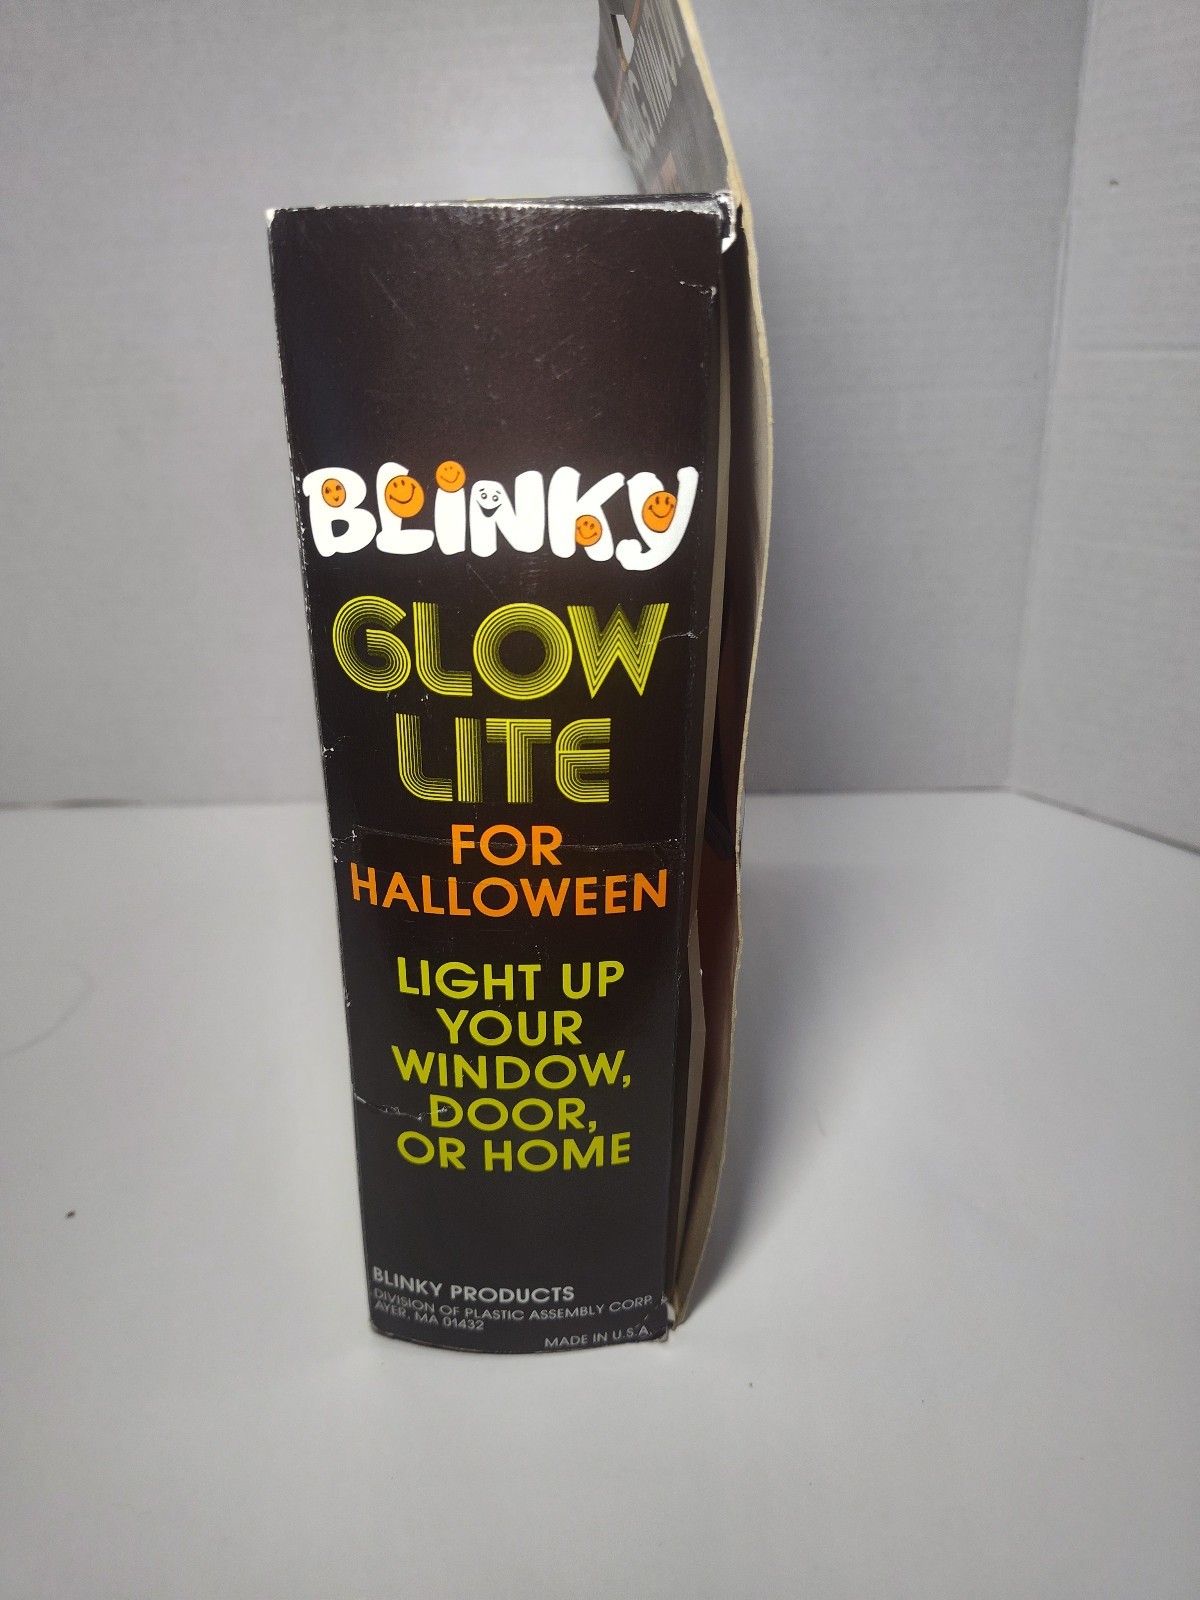 BLINKY
GLOW
LITE
FOR
HALLOWEEN
LIGHT UP
YOUR
WINDOW,
DOOR,
OR HOME
BLINKY PRODUCTS
DIVISION OF PLASTIC ASSEMBLY CORP.
AYER, MA 01432
MADE IN U.S.A.